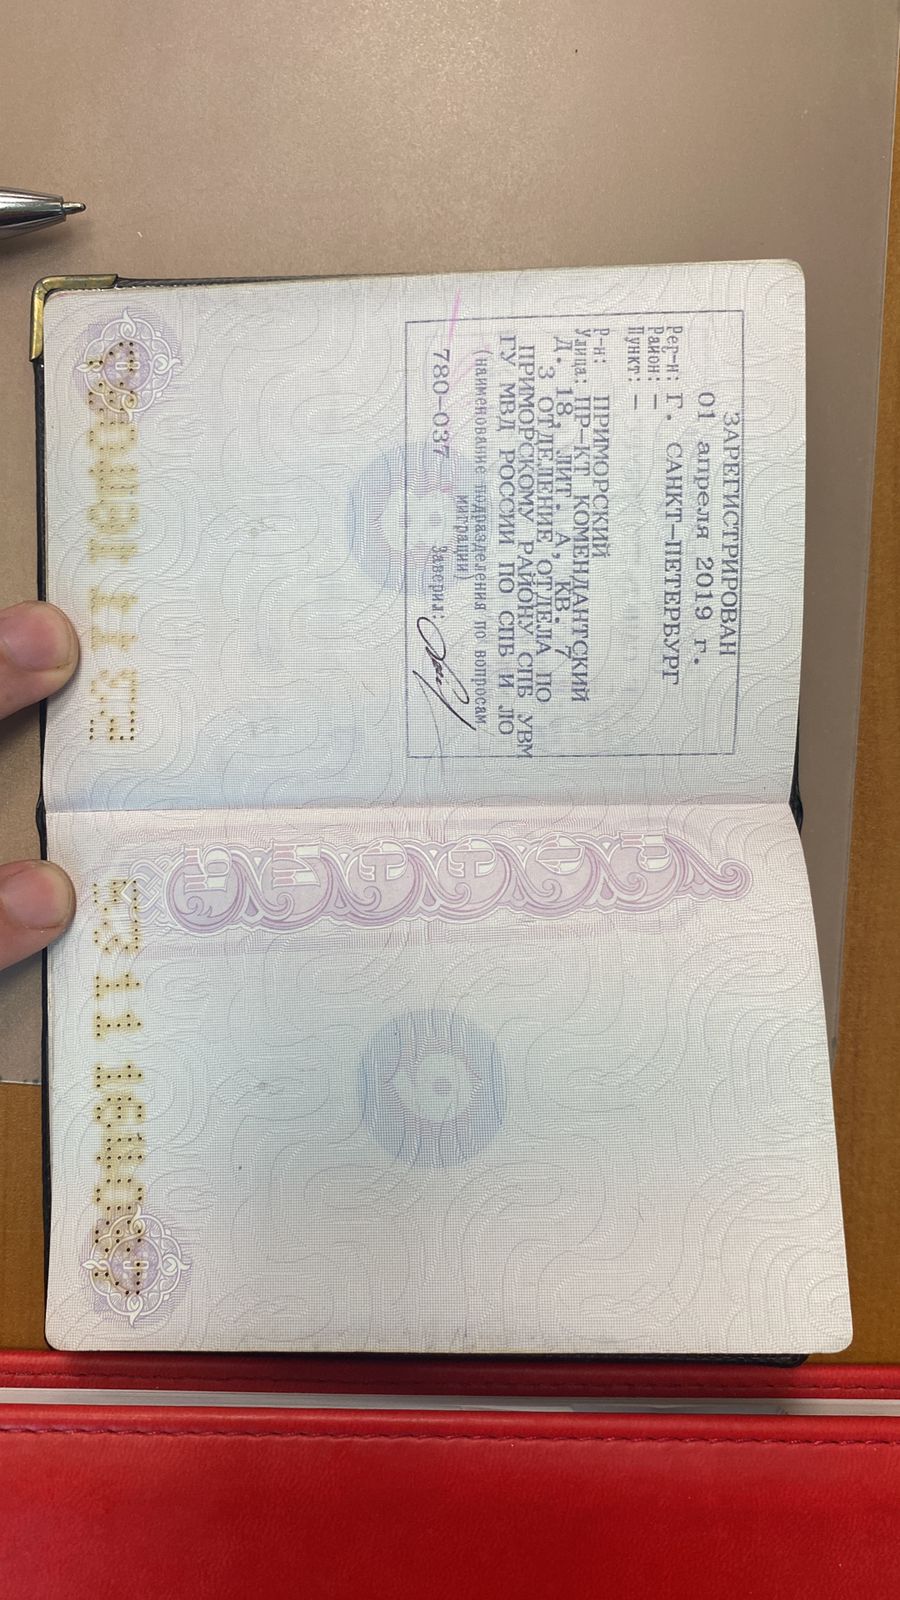 ЗАРЕГИСТРИРОВАН
01 апреля 2019 г.
Рег-н: Г. САНКТ-ПЕТЕРБУРГ
Район: —
Пункт: —
Р-н: ПРИМОРСКИЙ
Улица: ПР-КТ КОМЕНДАНТСКИЙ
Д. 18, ЛИТ. А, КВ. 7
3 ОТДЕЛЕНИЕ ОТДЕЛА ПО
ПРИМОРСКОМУ РАЙОНУ СПБ УВМ
ГУ МВД РОССИИ ПО СПБ И ЛО
(наименование подразделения по вопросам
миграции)
780-037 Заверил:
РОССИЯ